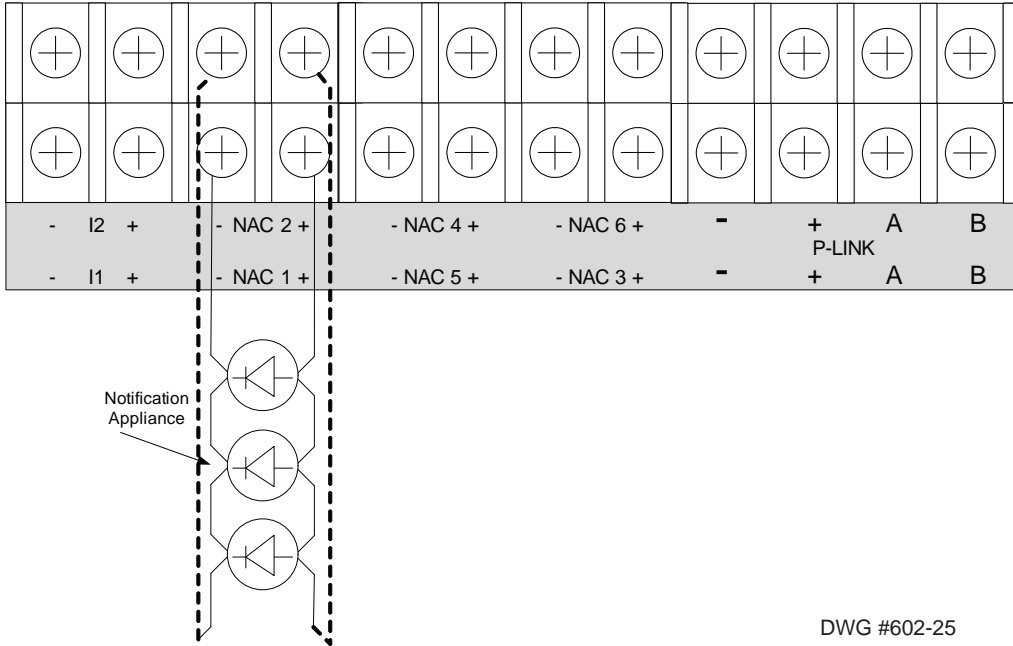 - I2 + - NAC 2 + - NAC 4 + - NAC 6 + - + A B
P-LINK
- I1 + - NAC 1 + - NAC 5 + - NAC 3 + - + A B
Notification
Appliance
DWG #602-25